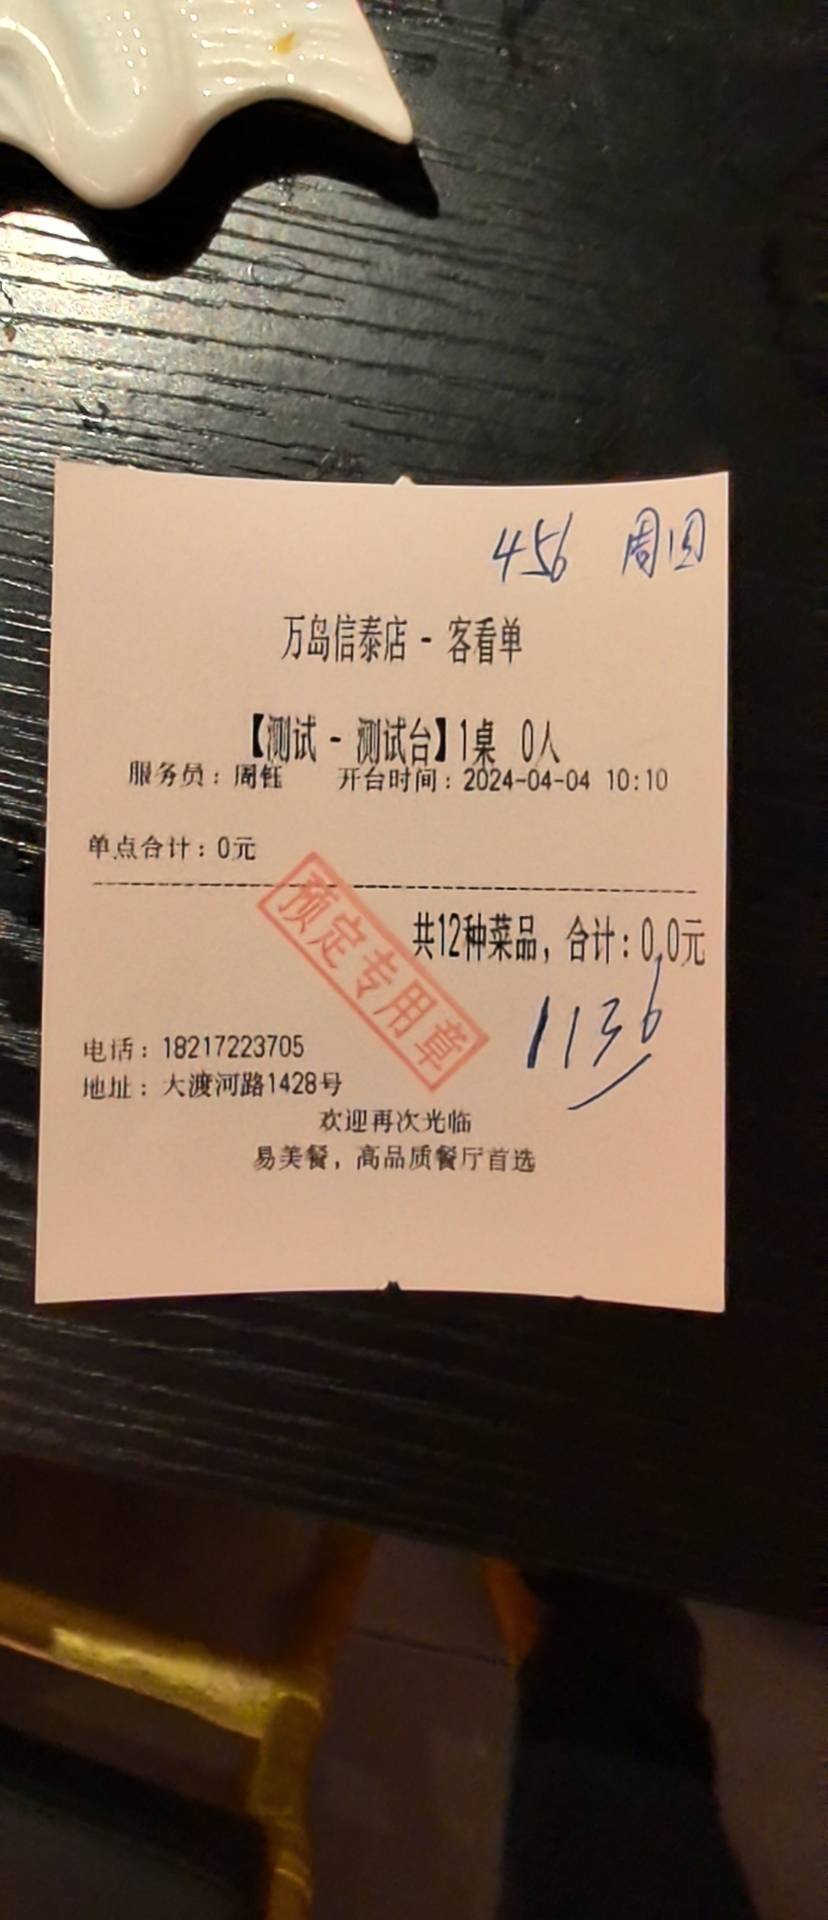 456 周圆
万岛信泰店 - 客看单
【测试 - 测试台】1桌 0人
服务员：周钰 开台时间：2024-04-04 10:10
单点合计：0元
预定专用章
共12种菜品，合计：0.0元
1136
电话：18217223705
地址：大渡河路1428号
欢迎再次光临
易美餐，高品质餐厅首选